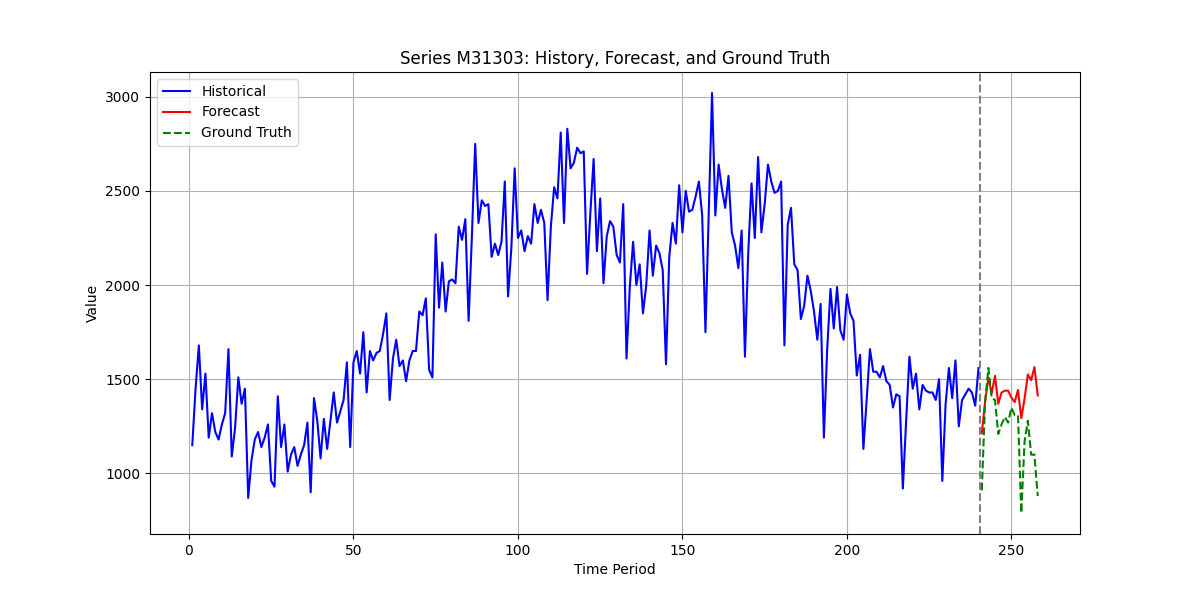 Series M31303: History, Forecast, and Ground Truth
Historical
Forecast
Ground Truth
3000
2500
2000
1500
1000
Value
0 50 100 150 200 250
Time Period